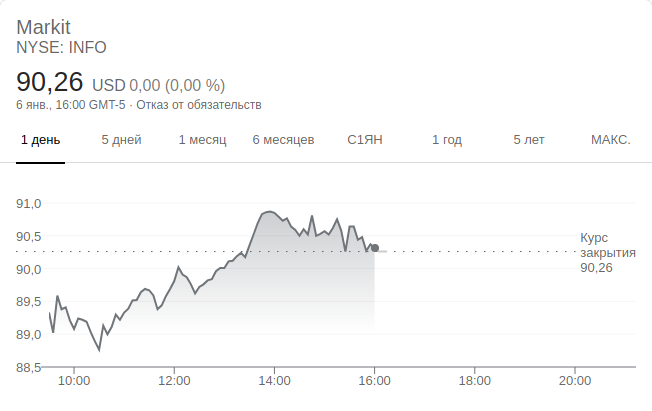 Markit
NYSE: INFO
90,26 USD 0,00 (0,00 %)
6 янв., 16:00 GMT-5 · Отказ от обязательств
1 день 5 дней 1 месяц 6 месяцев С1ЯН 1 год 5 лет МАКС.
91,0
90,5
Курс
закрытия
90,26
90,0
89,5
89,0
88,5
10:00 12:00 14:00 16:00 18:00 20:00